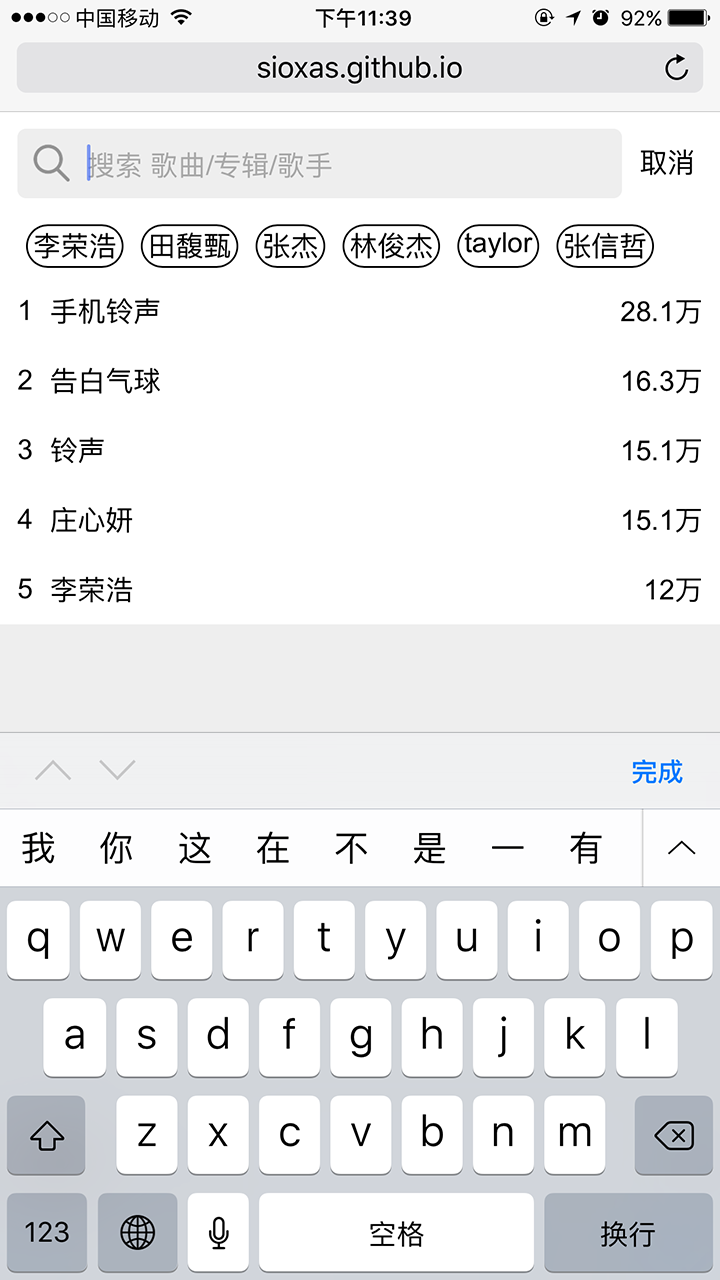 中国移动 下午11:39 92%
sioxas.github.io
搜索 歌曲/专辑/歌手 取消
李荣浩 田馥甄 张杰 林俊杰 taylor 张信哲
1 手机铃声 28.1万
2 告白气球 16.3万
3 铃声 15.1万
4 庄心妍 15.1万
5 李荣浩 12万
完成
我 你 这 在 不 是 一 有
q w e r t y u i o p
a s d f g h j k l
z x c v b n m
123 空格 换行